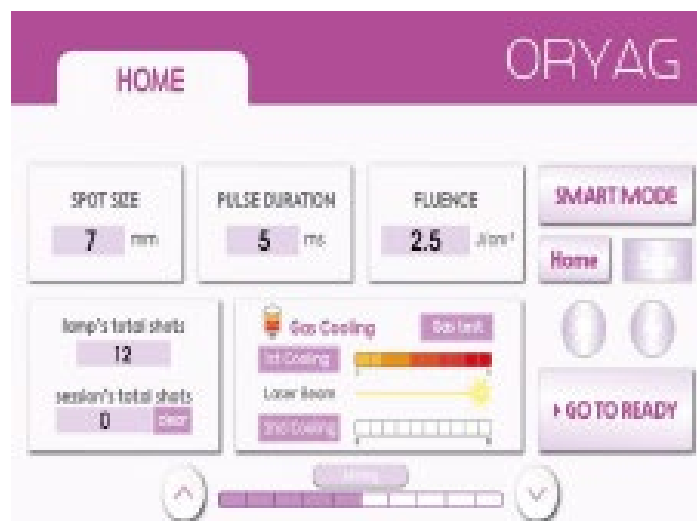 ORYAG
HOME
SPOT SIZE
7 mm
PULSE DURATION
5 ms
FLUENCE
2.5 J/cm²
SMART MODE
Home
lamp's total shots
12
session's total shots
0 clear
Gas Cooling
Gas test
1st Cooling
Laser Beam
2nd Cooling
GO TO READY